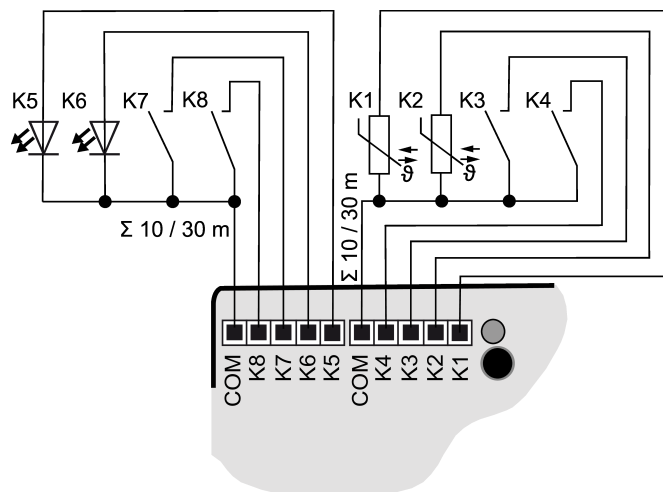 K5 K6 K7 K8 K1 K2 K3 K4
ϑ ϑ
Σ 10 / 30 m
Σ 10 / 30 m
COM K8 K7 K6 K5 COM K4 K3 K2 K1